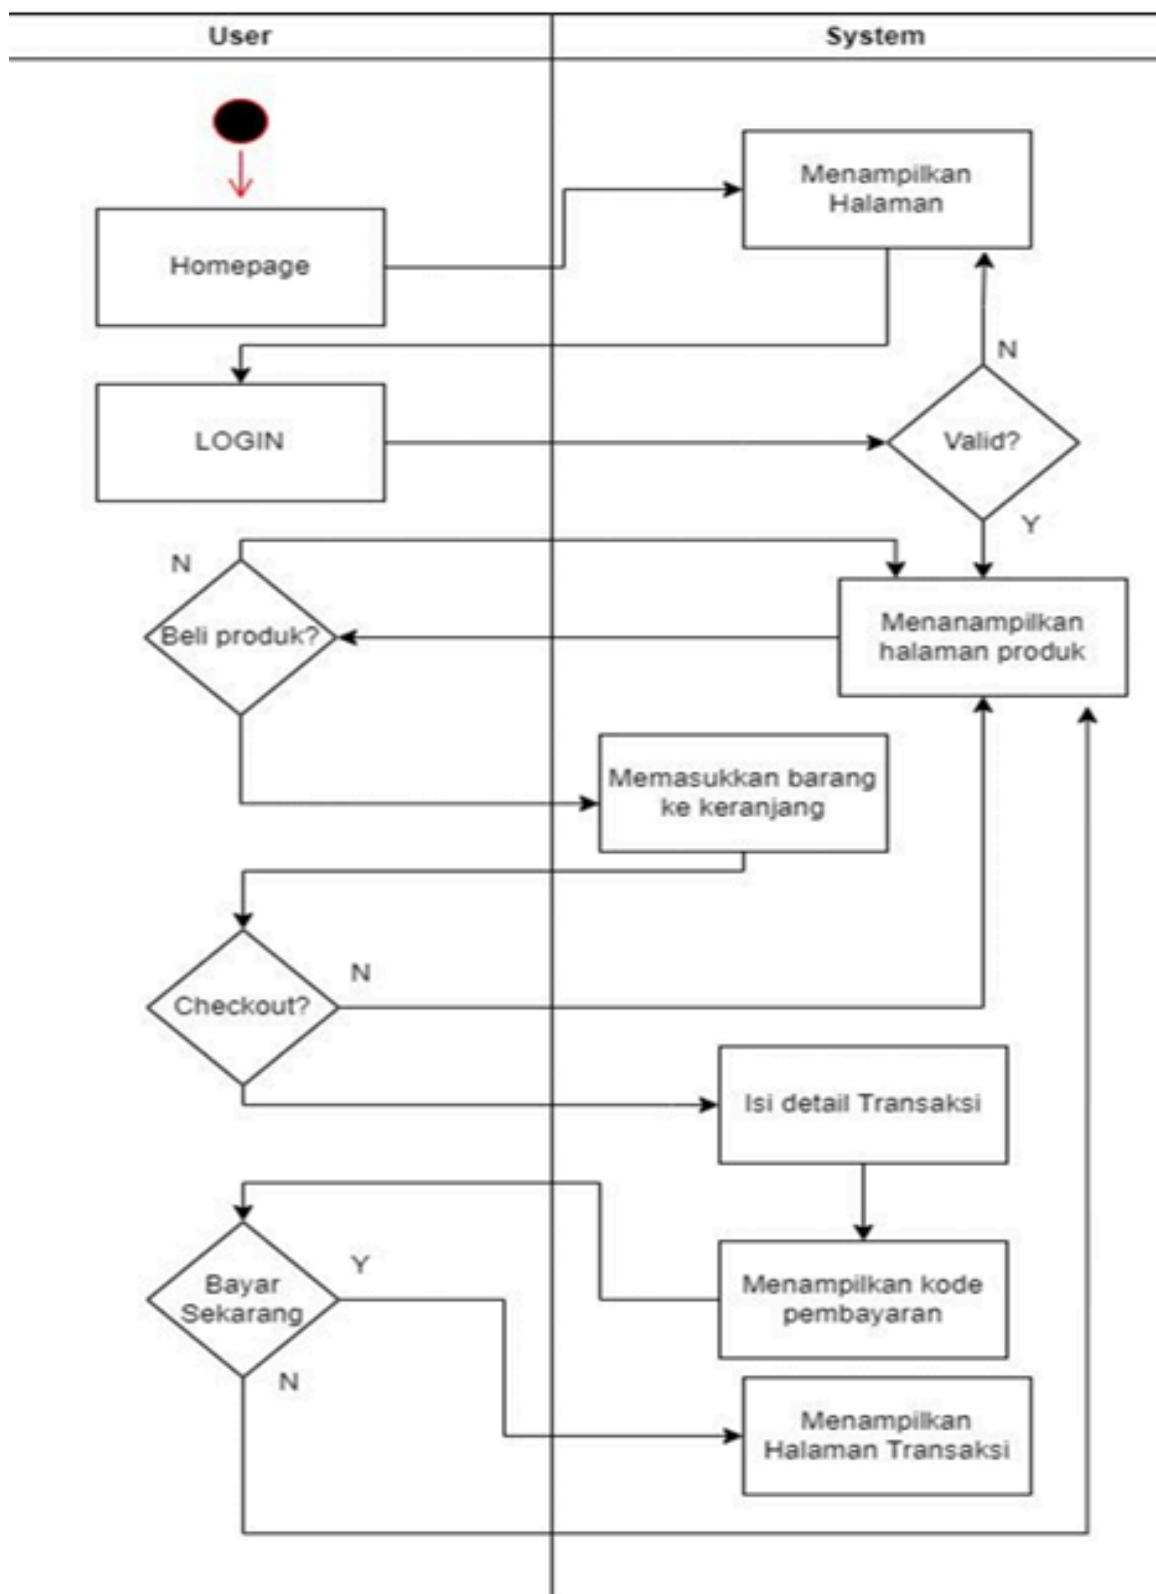 User
System
Menampilkan
Halaman
Homepage
N
LOGIN
Valid?
Y
N
Beli produk?
Menanampilkan
halaman produk
Memasukkan barang
ke keranjang
N
Checkout?
Isi detail Transaksi
Y
Bayar
Sekarang
Menampilkan kode
pembayaran
N
Menampilkan
Halaman Transaksi